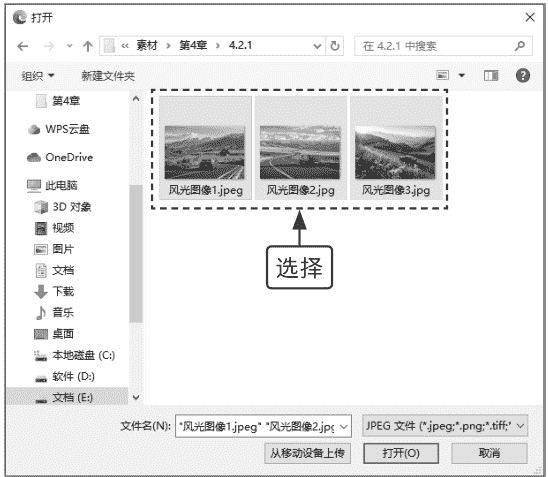 打开
« 素材 > 第4章 > 4.2.1
在 4.2.1 中搜索
组织
新建文件夹
第4章
WPS云盘
OneDrive
此电脑
3D 对象
视频
图片
文档
下载
音乐
桌面
本地磁盘 (C:)
软件 (D:)
文档 (E:)
风光图像1.jpeg
风光图像2.jpg
风光图像3.jpg
选择
文件名(N):
"风光图像1.jpeg" "风光图像2.jpg
JPEG 文件 (*.jpeg;*.png;*.tiff;*
从移动设备上传
打开(O)
取消